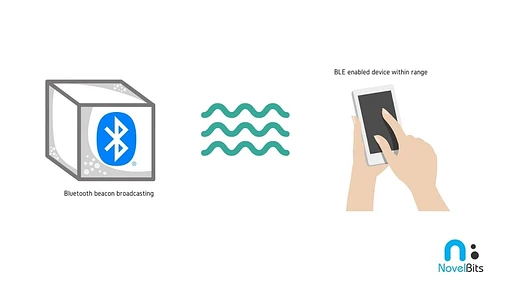 BLE enabled device within range
Bluetooth beacon broadcasting
NovelBits